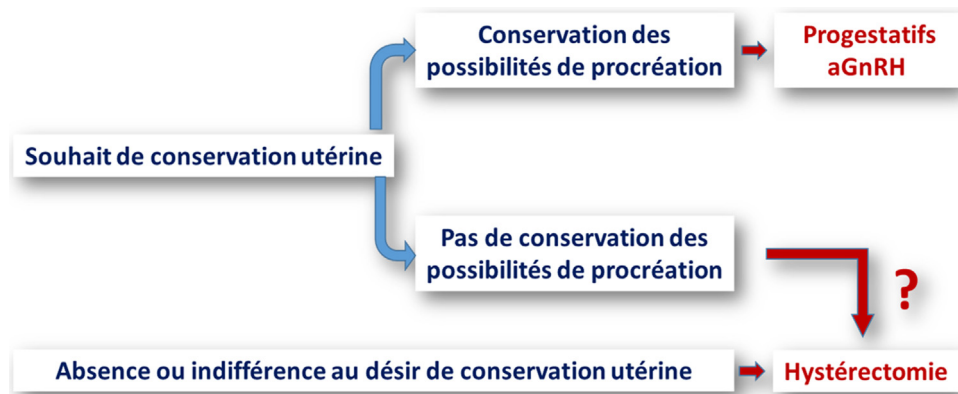 Conservation des
possibilités de procréation
Progestatifs
aGnRH
Souhait de conservation utérine
Pas de conservation des
possibilités de procréation
?
Absence ou indifférence au désir de conservation utérine
Hystérectomie